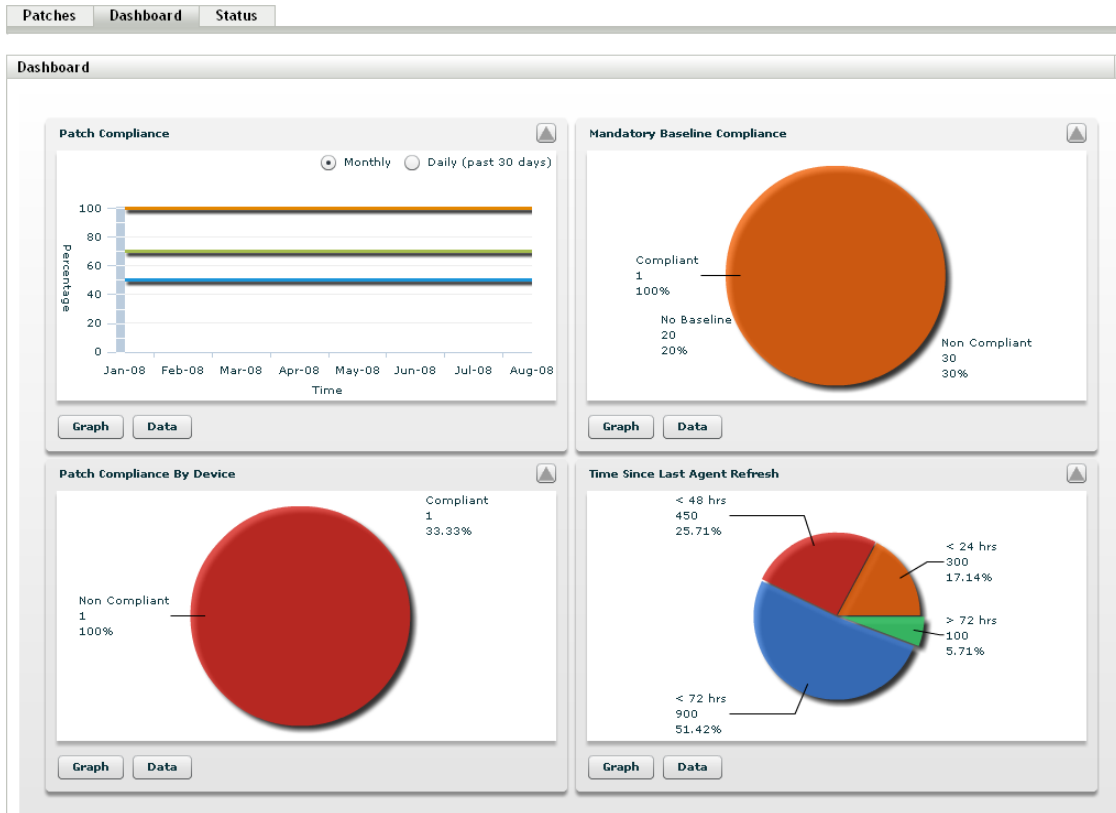 Patches Dashboard Status
Dashboard
Patch Compliance
Monthly Daily (past 30 days)
100
80
60
40
20
0
Percentage
Jan-08 Feb-08 Mar-08 Apr-08 May-08 Jun-08 Jul-08 Aug-08
Time
Graph Data
Mandatory Baseline Compliance
Compliant
1
100%
No Baseline
20
20%
Non Compliant
30
30%
Graph Data
Patch Compliance By Device
Compliant
1
33.33%
Non Compliant
1
100%
Graph Data
Time Since Last Agent Refresh
< 48 hrs
450
25.71%
< 24 hrs
300
17.14%
> 72 hrs
100
5.71%
< 72 hrs
900
51.42%
Graph Data